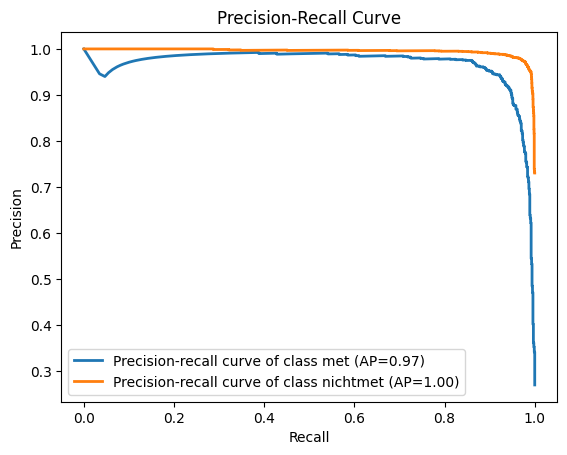 Precision-Recall Curve
1.0
0.9
0.8
0.7
0.6
0.5
0.4
0.3
Precision
Precision-recall curve of class met (AP=0.97)
Precision-recall curve of class nichtmet (AP=1.00)
0.0 0.2 0.4 0.6 0.8 1.0
Recall